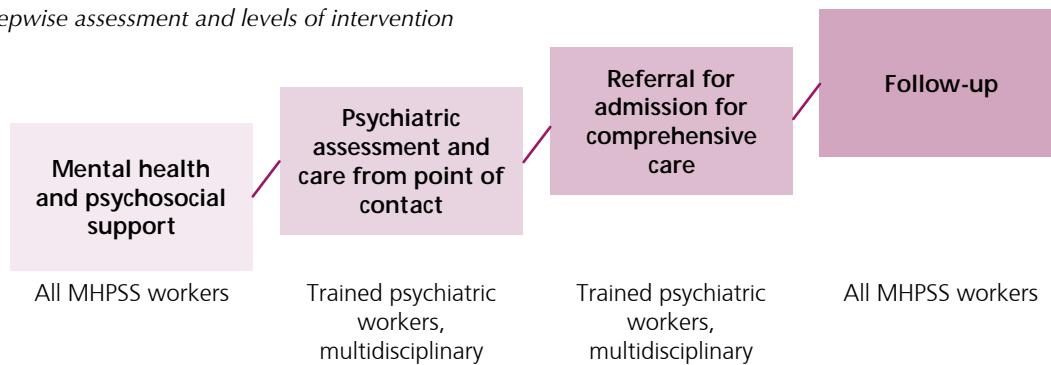 epwise assessment and levels of intervention
Mental health
and psychosocial
support
All MHPSS workers
Psychiatric
assessment and
care from point of
contact
Trained psychiatric
workers,
multidisciplinary
Referral for
admission for
comprehensive
care
Trained psychiatric
workers,
multidisciplinary
Follow-up
All MHPSS workers